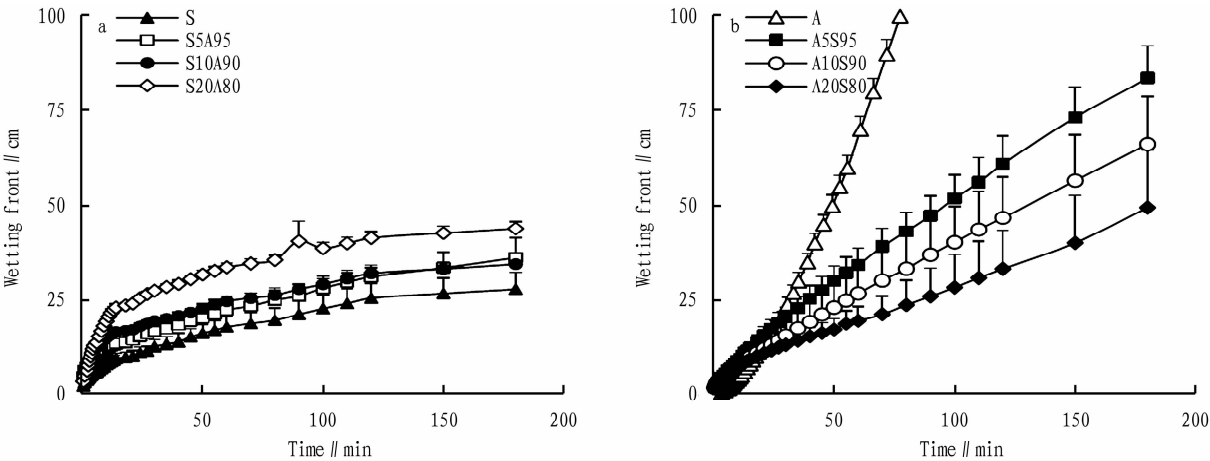 100
a
S
S5A95
S10A90
S20A80
75
50
25
0
Wetting front // cm
50
100
150
200
Time // min
100
b
A
A5S95
A10S90
A20S80
75
50
25
0
Wetting front // cm
50
100
150
200
Time // min